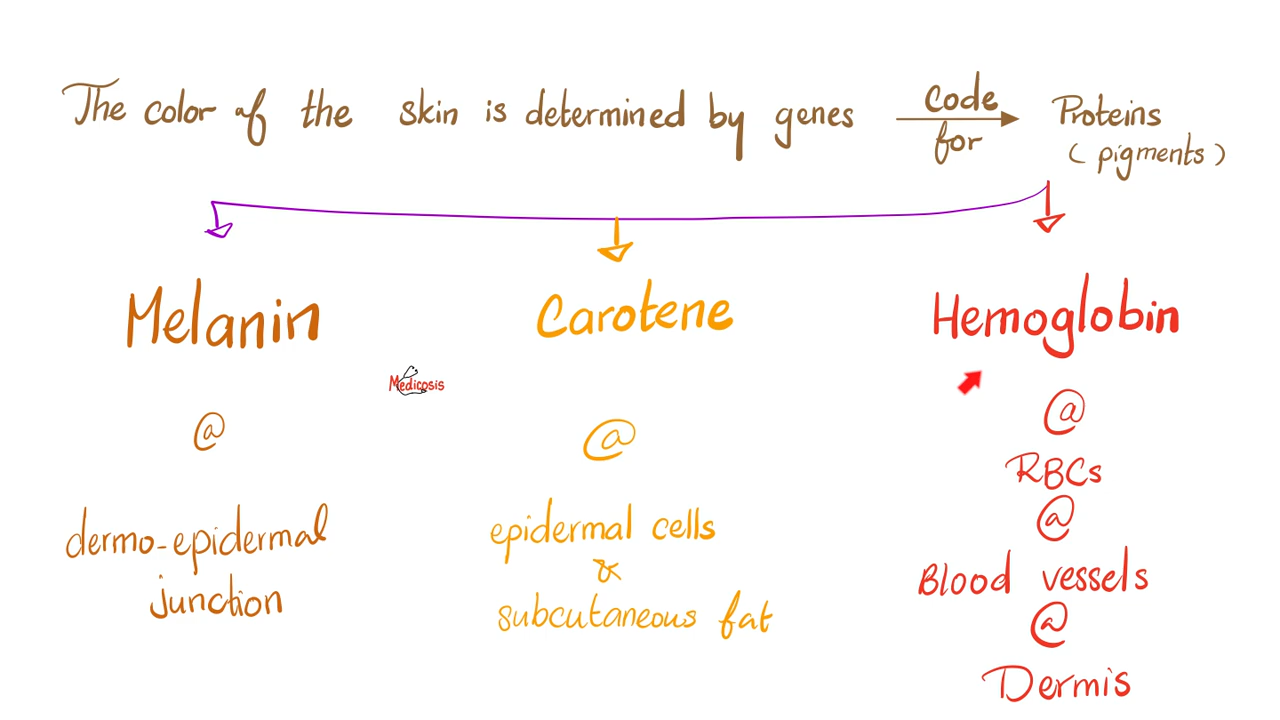 The color of the skin is determined by genes
Code
for
Proteins
(pigments)
Melanin
Carotene
Hemoglobin
Medicosis
@
dermo-epidermal
junction
@
epidermal cells
&
subcutaneous fat
@
RBCs
@
Blood vessels
@
Dermis